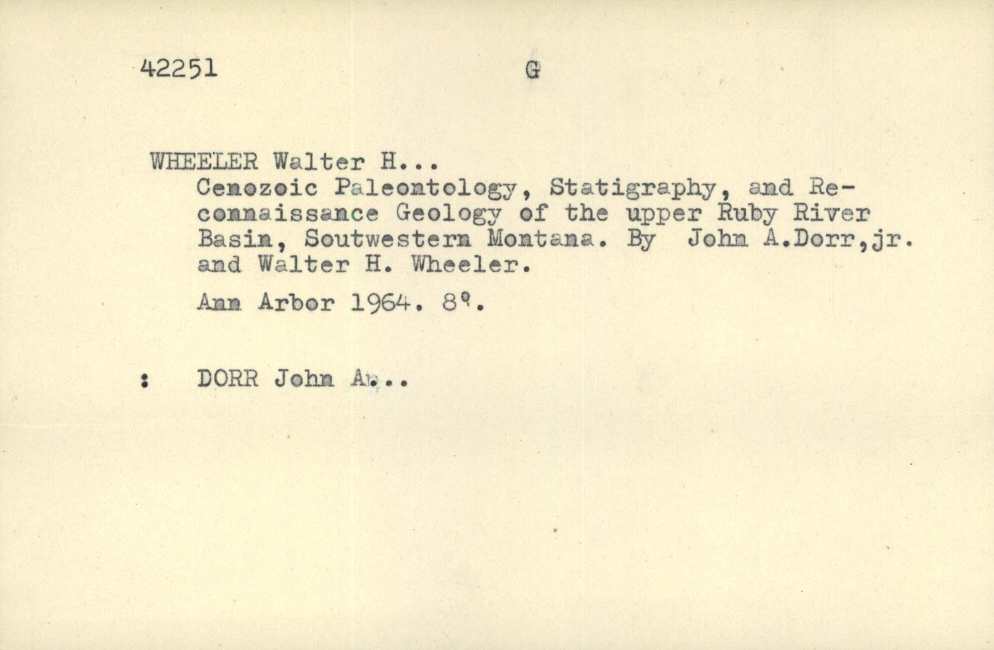 42251 G
WHEELER Walter H...
Cenozoic Paleontology, Statigraphy, and Re-
connaissance Geology of the upper Ruby River
Basin, Soutwestern Montana. By John A.Dorr,jr.
and Walter H. Wheeler.
Ann Arbor 1964. 8º.
: DORR John A...